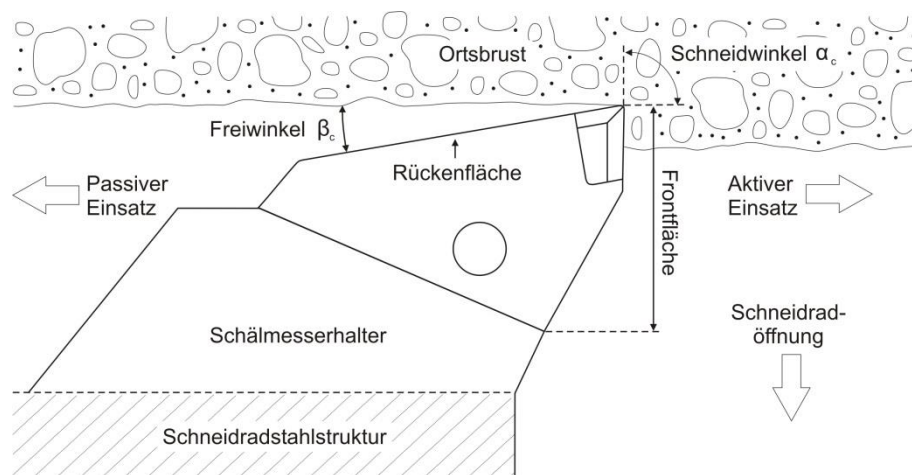 Ortsbrust
Schneidwinkel αc
Freiwinkel βc
Rückenfläche
Passiver
Einsatz
Frontfläche
Aktiver
Einsatz
Schälmesserhalter
Schneidrad-
öffnung
Schneidradstahlstruktur